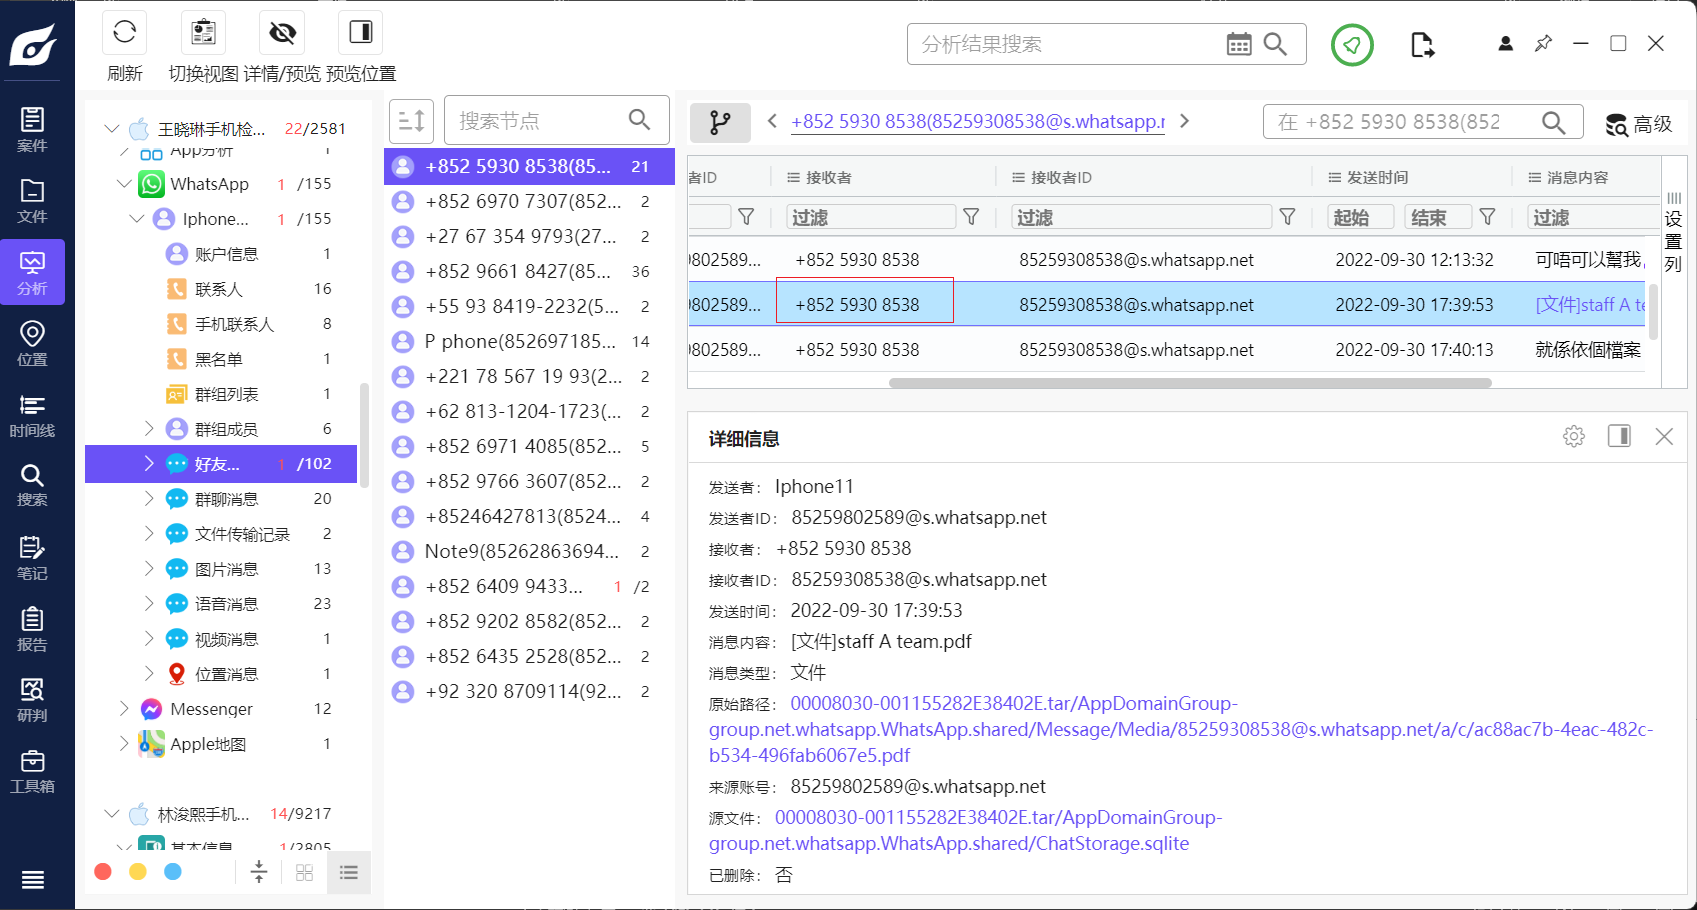 刷新
切换视图
详情/预览
预览位置
分析结果搜索
案件
文件
分析
位置
时间线
搜索
笔记
报告
研判
工具箱
王晓琳手机检... 22/2581
App分析 1
WhatsApp 1 /155
Iphone... 1 /155
账户信息 1
联系人 16
手机联系人 8
黑名单 1
群组列表 1
群组成员 6
好友... 1 /102
群聊消息 20
文件传输记录 2
图片消息 13
语音消息 23
视频消息 1
位置消息 1
Messenger 12
Apple地图 1
林浚熙手机... 14/9217
基本信息 1/2805
搜索节点
+852 5930 8538(85... 21
+852 6970 7307(852... 2
+27 67 354 9793(27... 2
+852 9661 8427(85... 36
+55 93 8419-2232(5... 2
P phone(852697185... 14
+221 78 567 19 93(2... 2
+62 813-1204-1723(... 2
+852 6971 4085(852... 5
+852 9766 3607(852... 2
+85246427813(8524... 4
Note9(85262863694... 2
+852 6409 9433... 1 /2
+852 9202 8582(852... 2
+852 6435 2528(852... 2
+92 320 8709114(92... 2
+852 5930 8538(85259308538@s.whatsapp.r
在 +852 5930 8538(852
高级
者ID 接收者 接收者ID 发送时间 消息内容
过滤 过滤 起始 结束 过滤
设置列
9802589... +852 5930 8538 85259308538@s.whatsapp.net 2022-09-30 12:13:32 可唔可以幫我
9802589... +852 5930 8538 85259308538@s.whatsapp.net 2022-09-30 17:39:53 [文件]staff A te
9802589... +852 5930 8538 85259308538@s.whatsapp.net 2022-09-30 17:40:13 就係依個檔案
详细信息
发送者: Iphone11
发送者ID: 85259802589@s.whatsapp.net
接收者: +852 5930 8538
接收者ID: 85259308538@s.whatsapp.net
发送时间: 2022-09-30 17:39:53
消息内容: [文件]staff A team.pdf
消息类型: 文件
原始路径: 00008030-001155282E38402E.tar/AppDomainGroup-
group.net.whatsapp.WhatsApp.shared/Message/Media/85259308538@s.whatsapp.net/a/c/ac88ac7b-4eac-482c-
b534-496fab6067e5.pdf
来源账号: 85259802589@s.whatsapp.net
源文件: 00008030-001155282E38402E.tar/AppDomainGroup-
group.net.whatsapp.WhatsApp.shared/ChatStorage.sqlite
已删除: 否